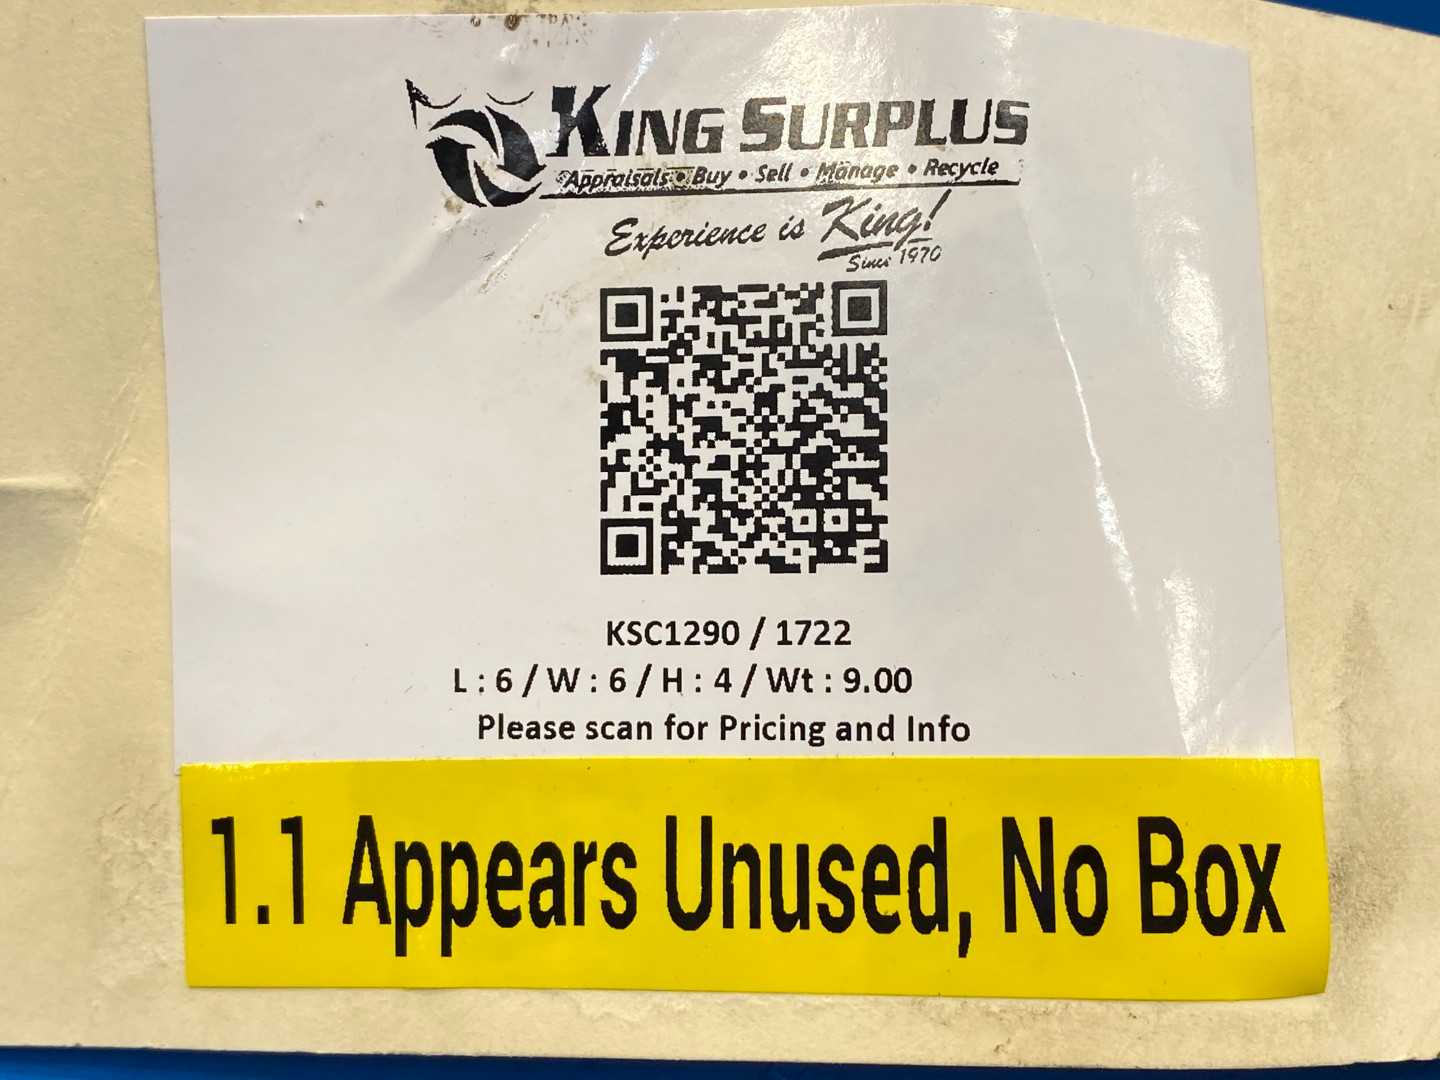 KING SURPLUS
Appraisals • Buy • Sell • Manage • Recycle
Experience is King!
Since 1970
KSC1290 / 1722
L : 6 / W : 6 / H : 4 / Wt : 9.00
Please scan for Pricing and Info
1.1 Appears Unused, No Box